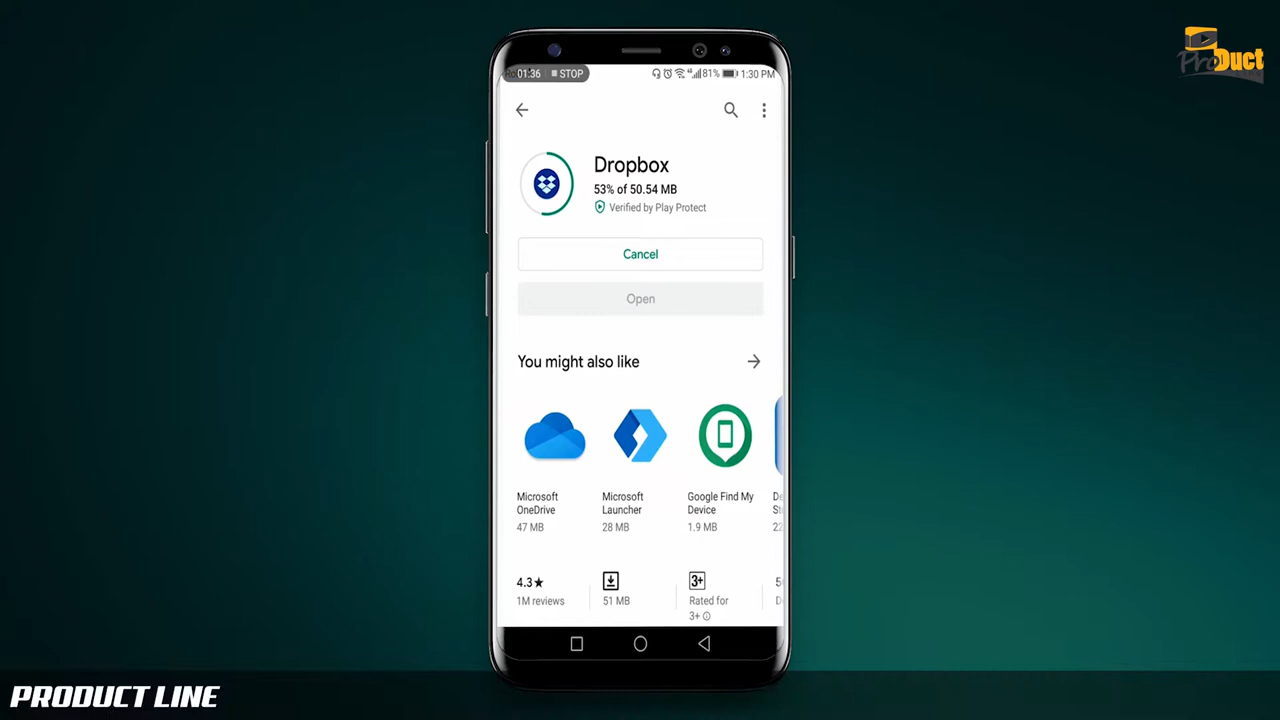 ProDuct
01:36 STOP
81% 1:30 PM
Dropbox
53% of 50.54 MB
Verified by Play Protect
Cancel
Open
You might also like
Microsoft OneDrive
47 MB
Microsoft Launcher
28 MB
Google Find My Device
1.9 MB
4.3★
1M reviews
51 MB
3+
Rated for
3+
PRODUCT LINE